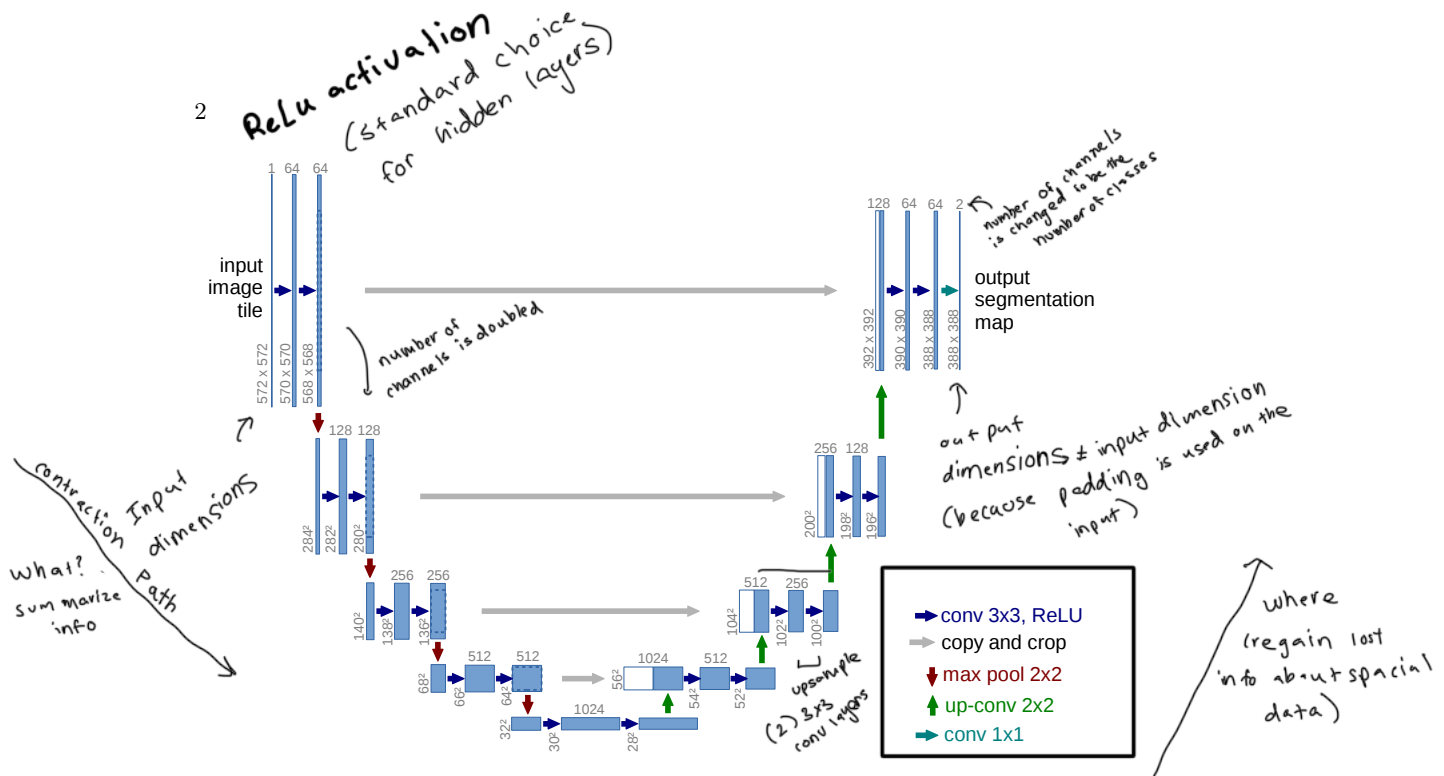 2
ReLu activation
(standard choice
for hidden layers)
1 64 64
input
image
tile
572 x 572
570 x 570
568 x 568
number of
channels is doubled
128 64 64 2
number of channels
is changed to be the
number of classes
output
segmentation
map
392 x 392
390 x 390
388 x 388
388 x 388
output
dimensions ≠ input dimension
(because padding is used on the
input)
Input
dimensions
contraction
path
what?
summarize
info
128 128
284²
282²
280²
256 128
200²
198²
196²
256 256
140²
138²
136²
512 256
104²
102²
100²
512 512
68²
66²
64²
1024 512
56²
54²
52²
1024
32²
30²
28²
upsample
(2) 3x3
conv layers
conv 3x3, ReLU
copy and crop
max pool 2x2
up-conv 2x2
conv 1x1
where
(regain lost
info about spacial
data)